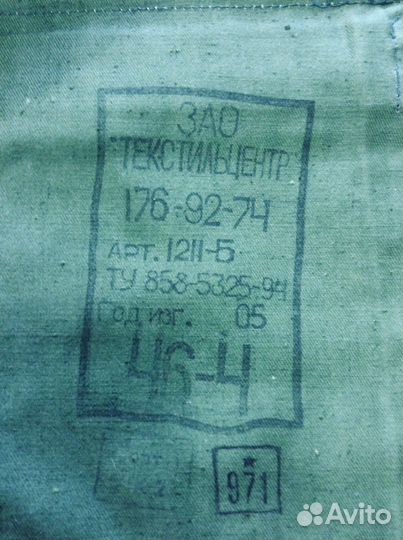 ЗАО
"ТЕКСТИЛЬЦЕНТР"
176-92-74
АРТ. 1211-Б
ТУ 858-5325-94
Год изг. 05
46-4
971
Avito